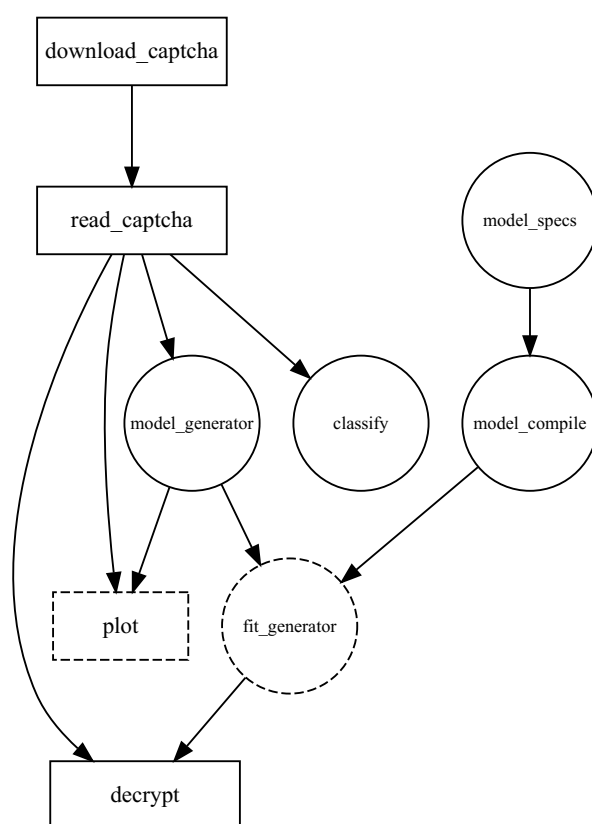 download_captcha
read_captcha
model_specs
model_generator
classify
model_compile
plot
fit_generator
decrypt